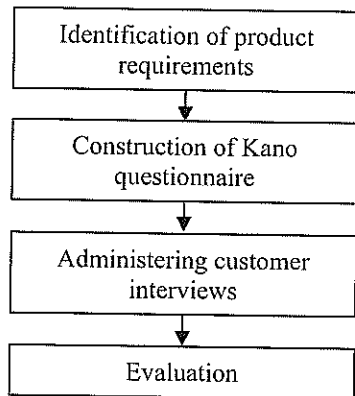 Identification of product
requirements
Construction of Kano
questionnaire
Administering customer
interviews
Evaluation